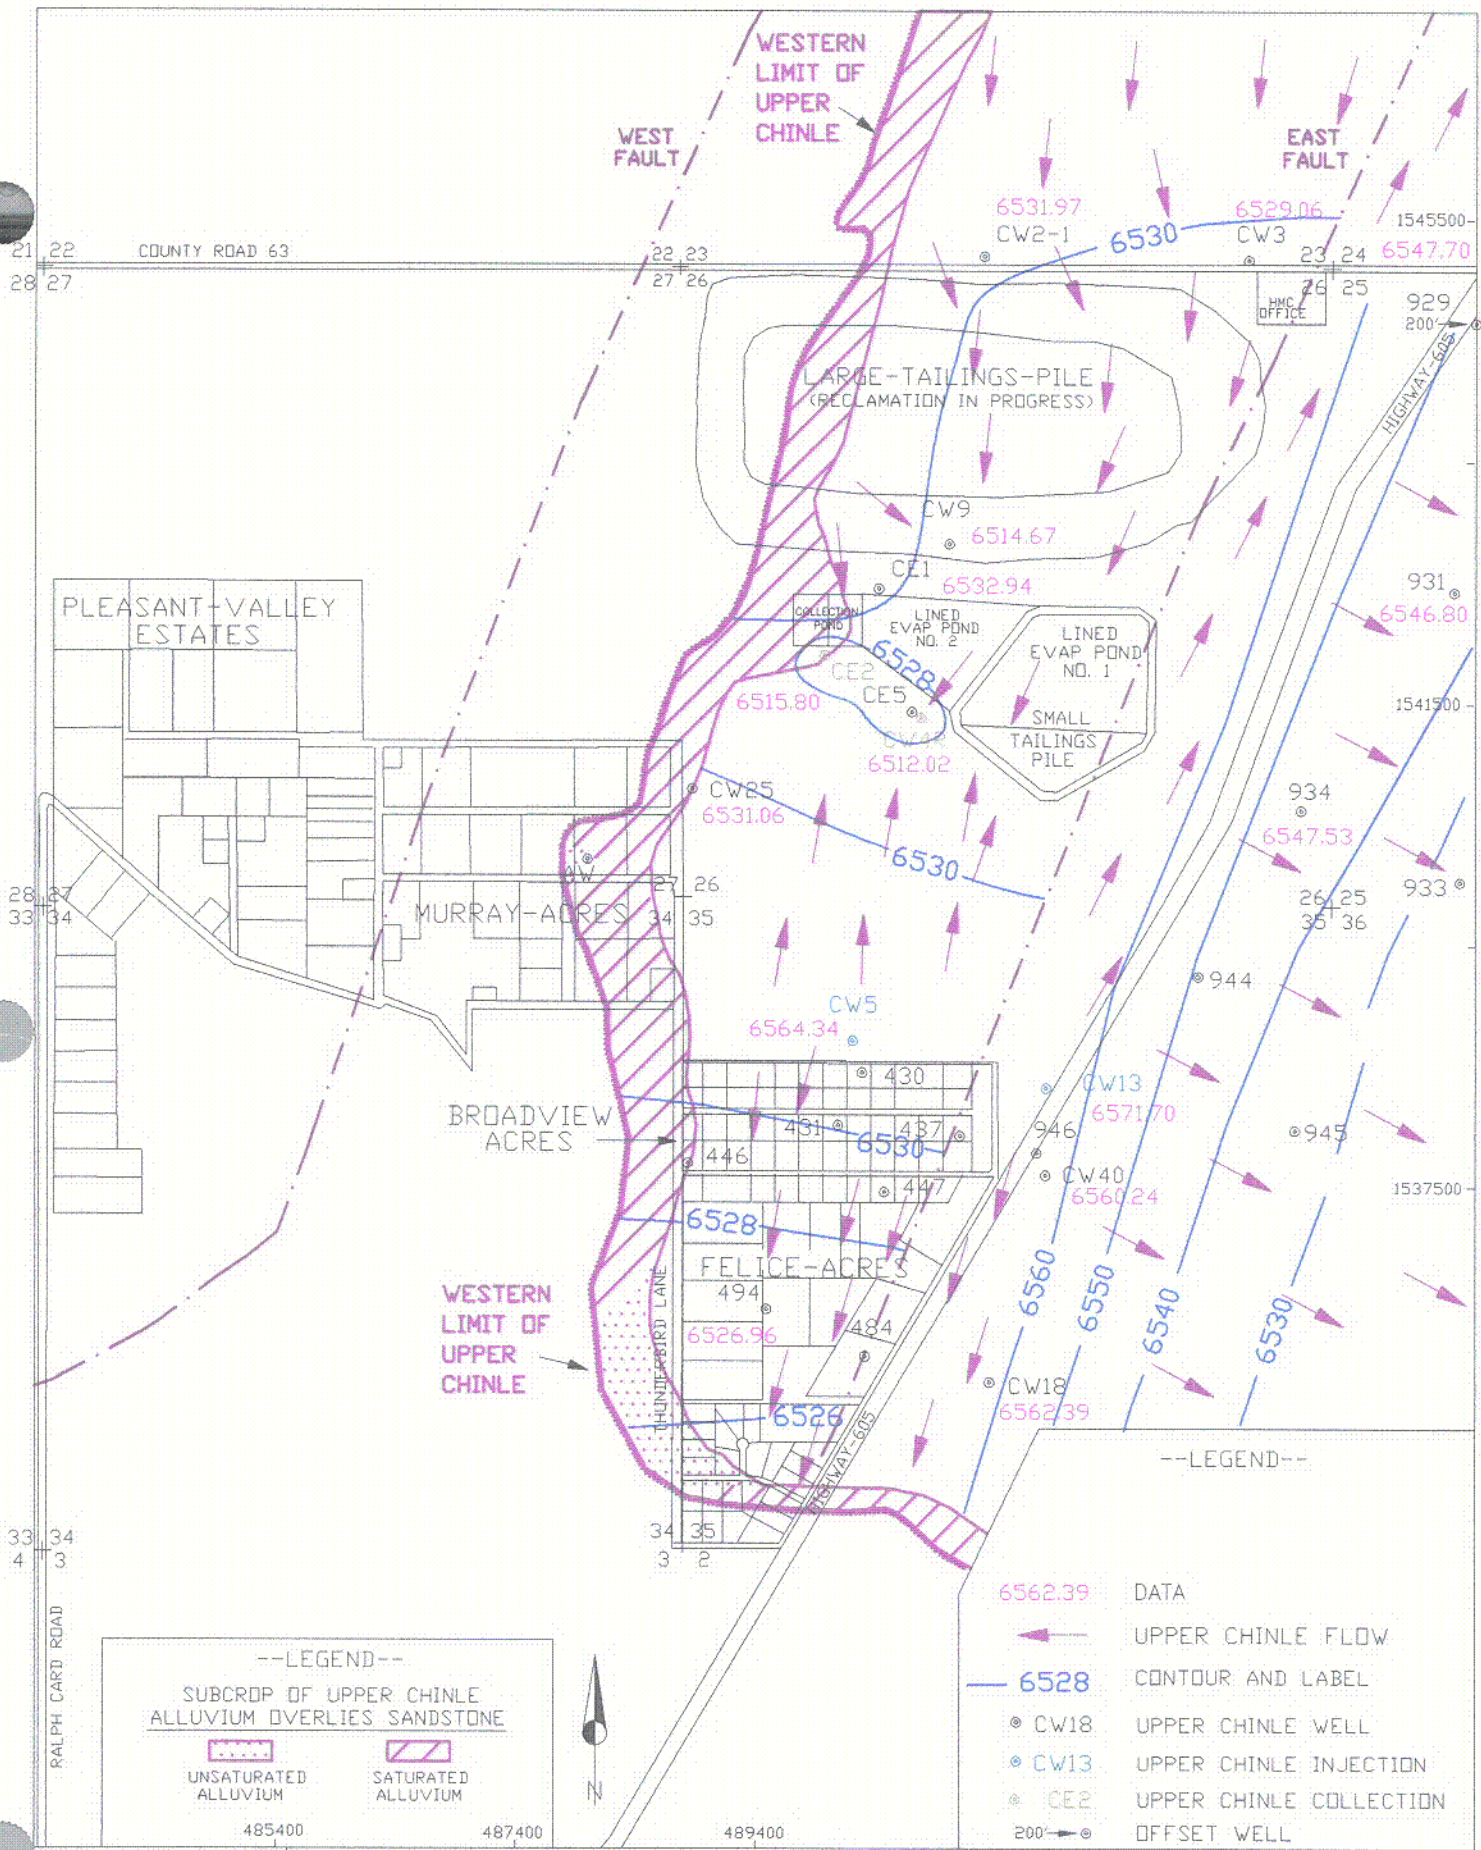 WESTERN
LIMIT OF
UPPER
CHINLE
WEST
FAULT
EAST
FAULT
6531.97
CW2-1
6530
6529.06
CW3
1545500
6547.70
21 22
28 27
COUNTY ROAD 63
22 23
27 26
23 24
26 25
HMC
OFFICE
929
200'
HIGHWAY-605
LARGE-TAILINGS-PILE
(RECLAMATION IN PROGRESS)
CW9
6514.67
CE1
6532.94
931
6546.80
PLEASANT-VALLEY
ESTATES
COLLECTION
POND
LINED
EVAP POND
NO. 2
LINED
EVAP POND
NO. 1
6528
CE2
CE5
6515.80
CW4R
6512.02
SMALL
TAILINGS
PILE
1541500
CW25
6531.06
934
6547.53
6530
933
28 27
33 34
27 26
34 35
MURRAY-ACRES
26 25
35 36
944
CW5
6564.34
430
CW13
6571.70
BROADVIEW
ACRES
431
437
6530
946
945
446
447
CW40
6560.24
1537500
6528
FELICE-ACRES
WESTERN
LIMIT OF
UPPER
CHINLE
THUNDERBIRD LANE
494
6526.96
484
6560
6550
6540
6530
CW18
6562.39
6526
HIGHWAY-605
33 34
4 3
34 35
3 2
RALPH CARD ROAD
--LEGEND--
SUBCROP OF UPPER CHINLE
ALLUVIUM OVERLIES SANDSTONE
UNSATURATED
ALLUVIUM
SATURATED
ALLUVIUM
N
485400
487400
489400
--LEGEND--
6562.39 DATA
UPPER CHINLE FLOW
6528 CONTOUR AND LABEL
CW18 UPPER CHINLE WELL
CW13 UPPER CHINLE INJECTION
CE2 UPPER CHINLE COLLECTION
200' OFFSET WELL